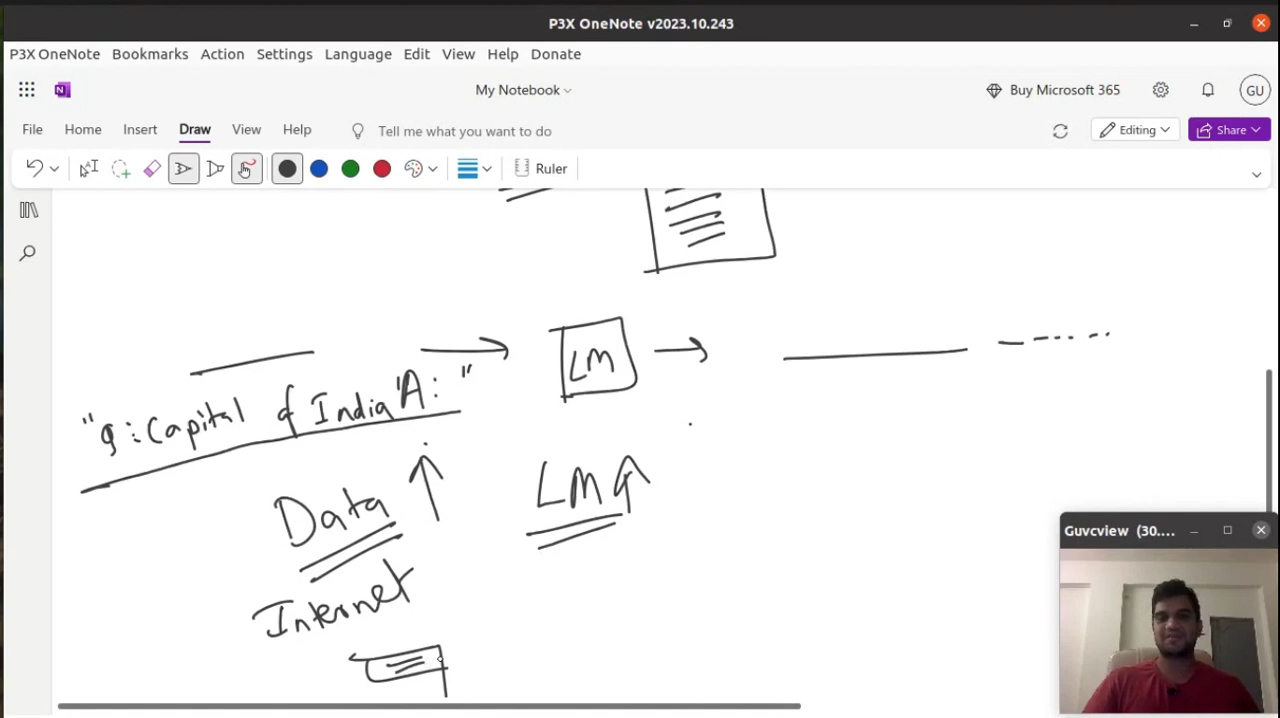 P3X OneNote v2023.10.243
P3X OneNote Bookmarks Action Settings Language Edit View Help Donate
My Notebook
Buy Microsoft 365
GU
File Home Insert Draw View Help
Tell me what you want to do
Editing
Share
Ruler
LM
"q: Capital of India A: "
Data
LM
Internet
Guvcview (30....